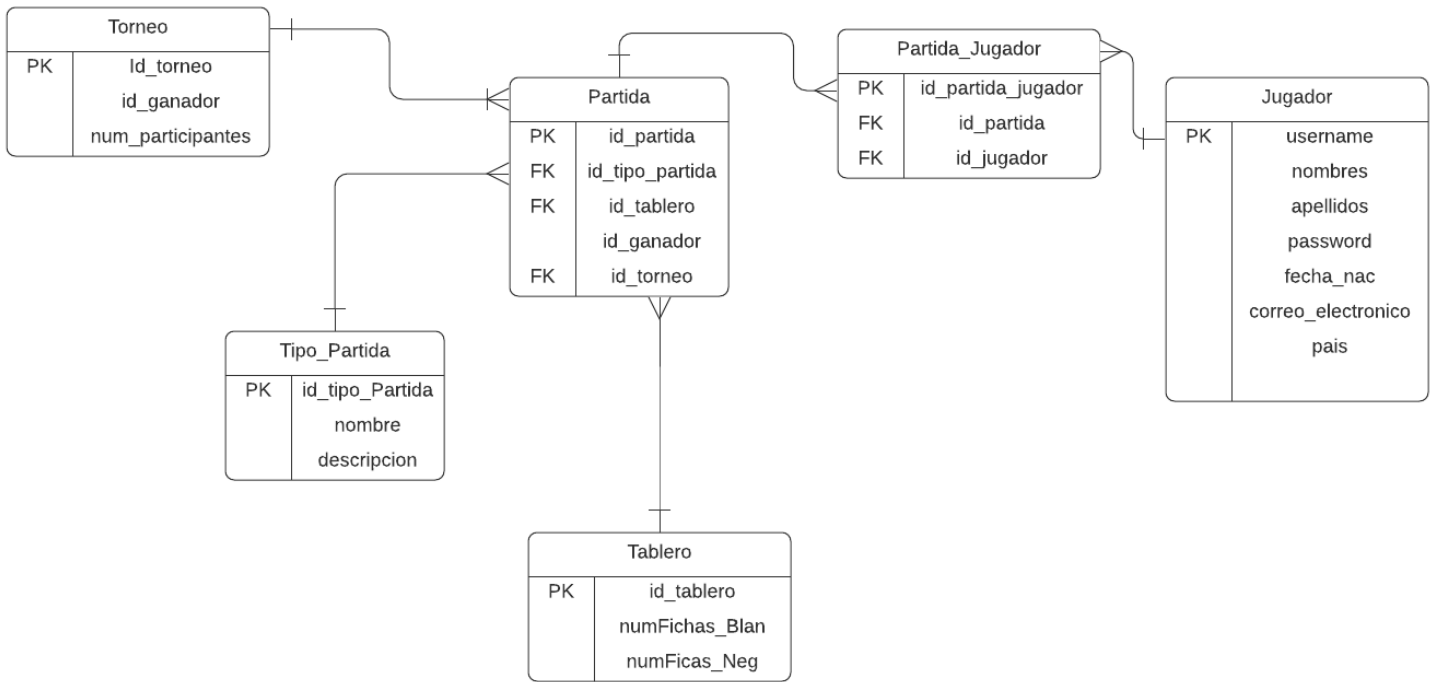 Torneo
PK Id_torneo
id_ganador
num_participantes
Partida
PK id_partida
FK id_tipo_partida
FK id_tablero
id_ganador
FK id_torneo
Partida_Jugador
PK id_partida_jugador
FK id_partida
FK id_jugador
Jugador
PK username
nombres
apellidos
password
fecha_nac
correo_electronico
pais
Tipo_Partida
PK id_tipo_Partida
nombre
descripcion
Tablero
PK id_tablero
numFichas_Blan
numFicas_Neg